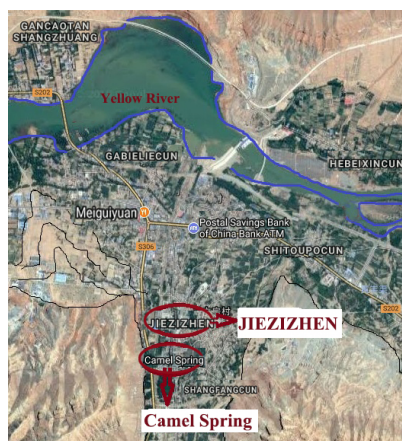 GANCAOTAN
SHANGZHUANG
S202
Yellow River
GABIELIECUN
HEBEIXINCUN
Meiguiyuan
Postal Savings Bank
of China Bank ATM
S306
SHITOUPOCUN
S202
JIEZIZHEN
JIEZIZHEN
Camel Spring
SHANGFANGCUN
Camel Spring